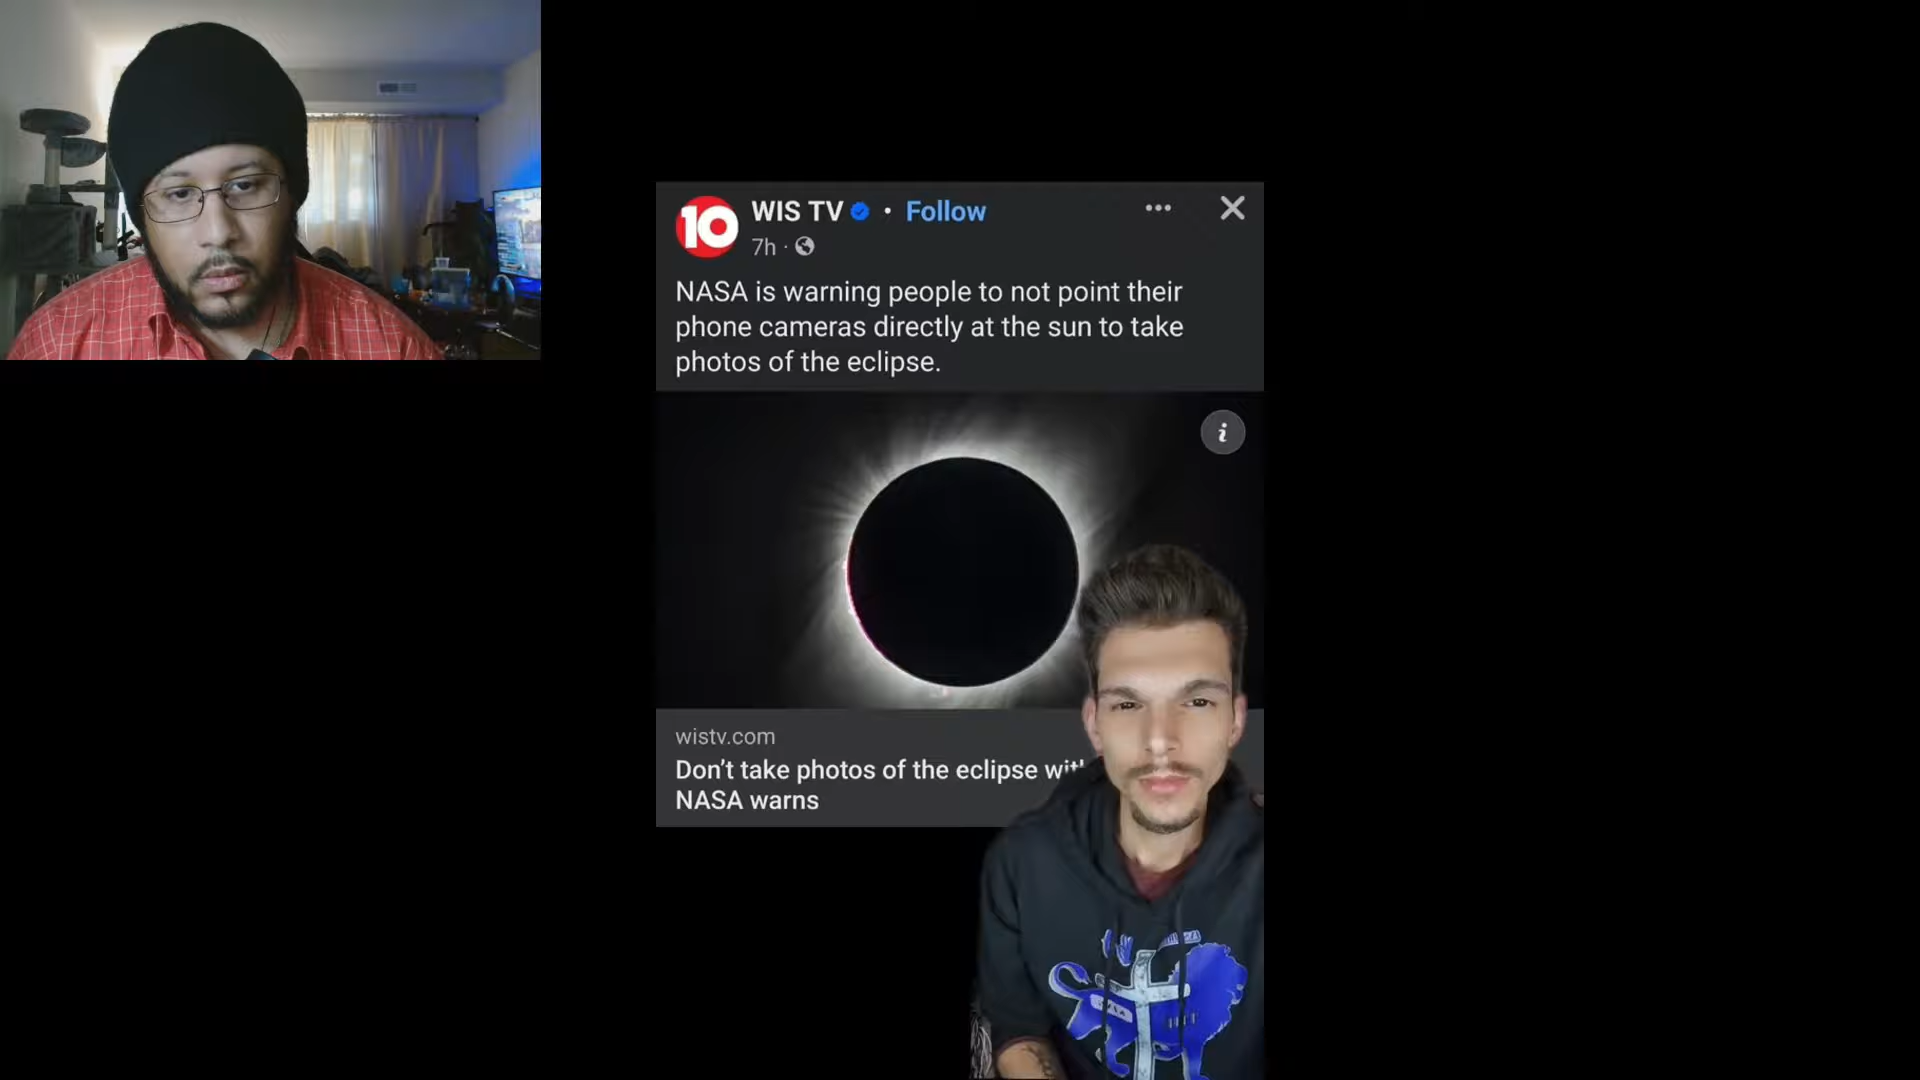 10 WIS TV • Follow
7h ·
NASA is warning people to not point their
phone cameras directly at the sun to take
photos of the eclipse.
i
wistv.com
Don't take photos of the eclipse
NASA warns